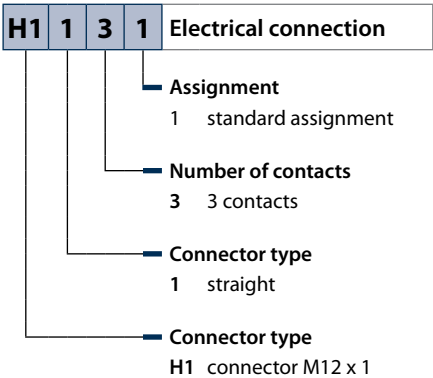 H1 1 3 1 Electrical connection
Assignment
1 standard assignment
Number of contacts
3 3 contacts
Connector type
1 straight
Connector type
H1 connector M12 x 1